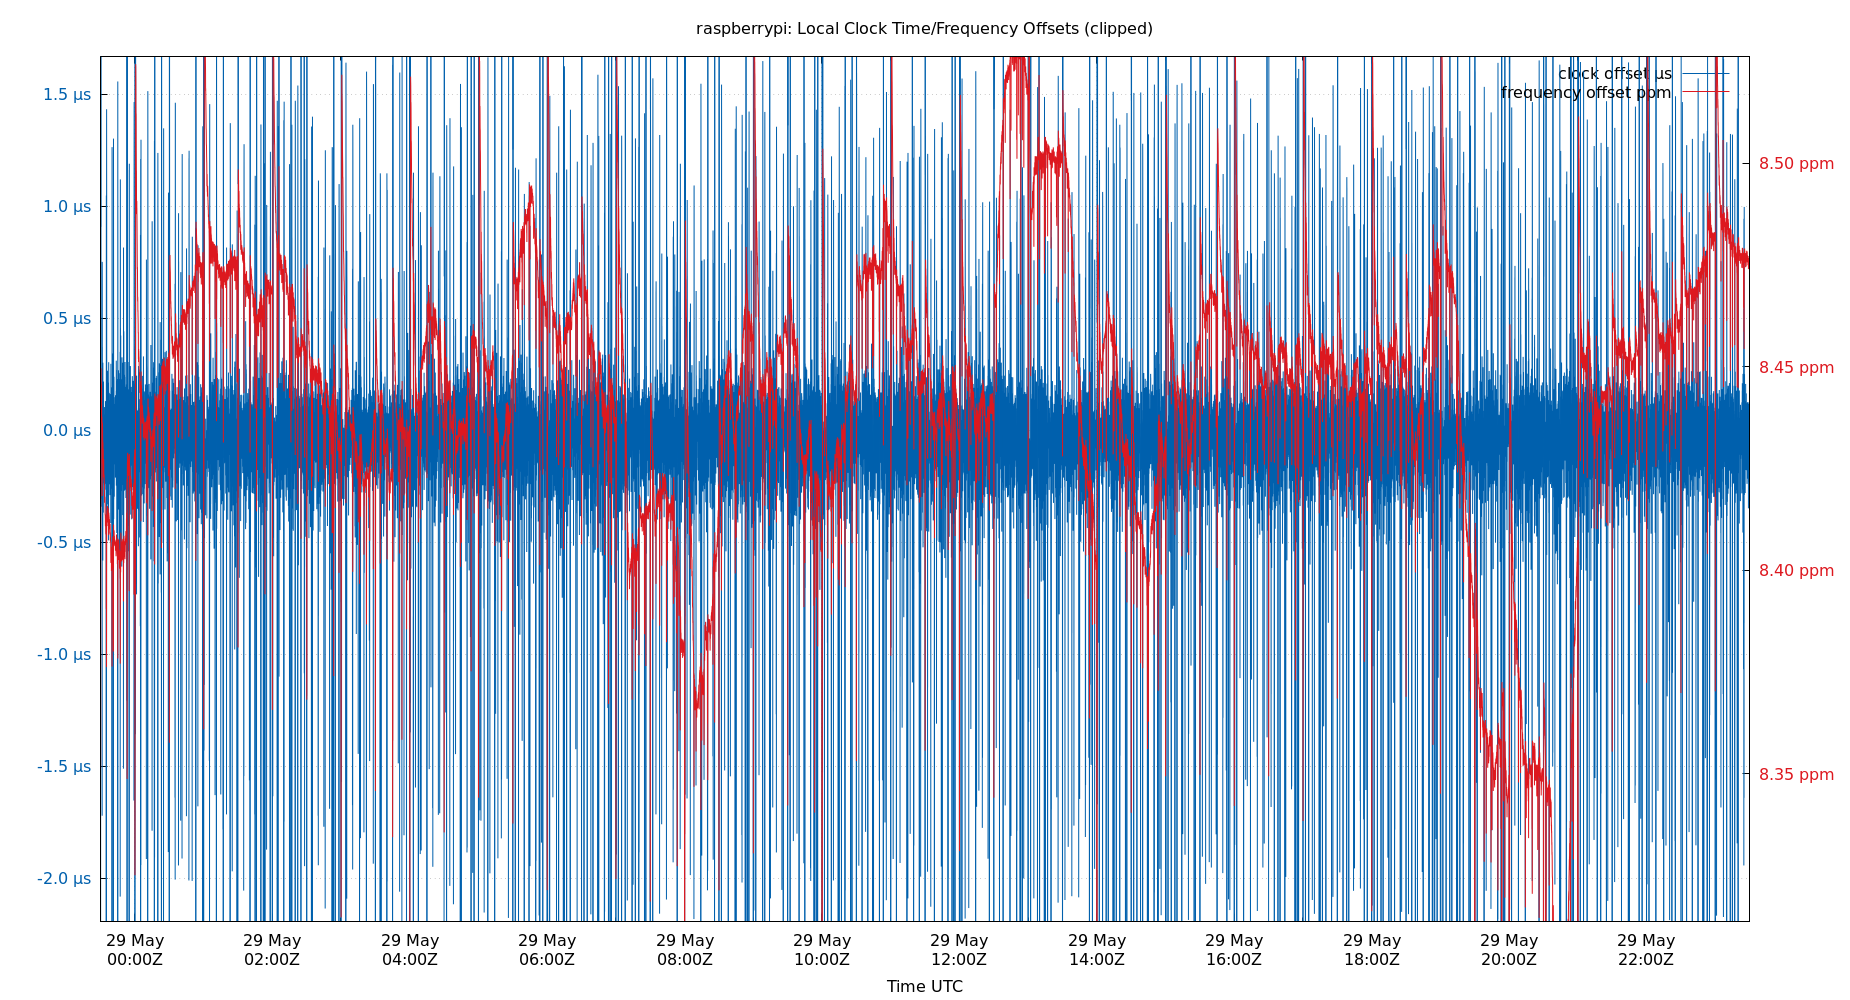 raspberrypi: Local Clock Time/Frequency Offsets (clipped)
clock offset µs
frequency offset ppm
1.5 µs
1.0 µs
0.5 µs
0.0 µs
-0.5 µs
-1.0 µs
-1.5 µs
-2.0 µs
8.50 ppm
8.45 ppm
8.40 ppm
8.35 ppm
29 May 29 May 29 May 29 May 29 May 29 May 29 May 29 May 29 May 29 May 29 May 29 May
00:00Z 02:00Z 04:00Z 06:00Z 08:00Z 10:00Z 12:00Z 14:00Z 16:00Z 18:00Z 20:00Z 22:00Z
Time UTC